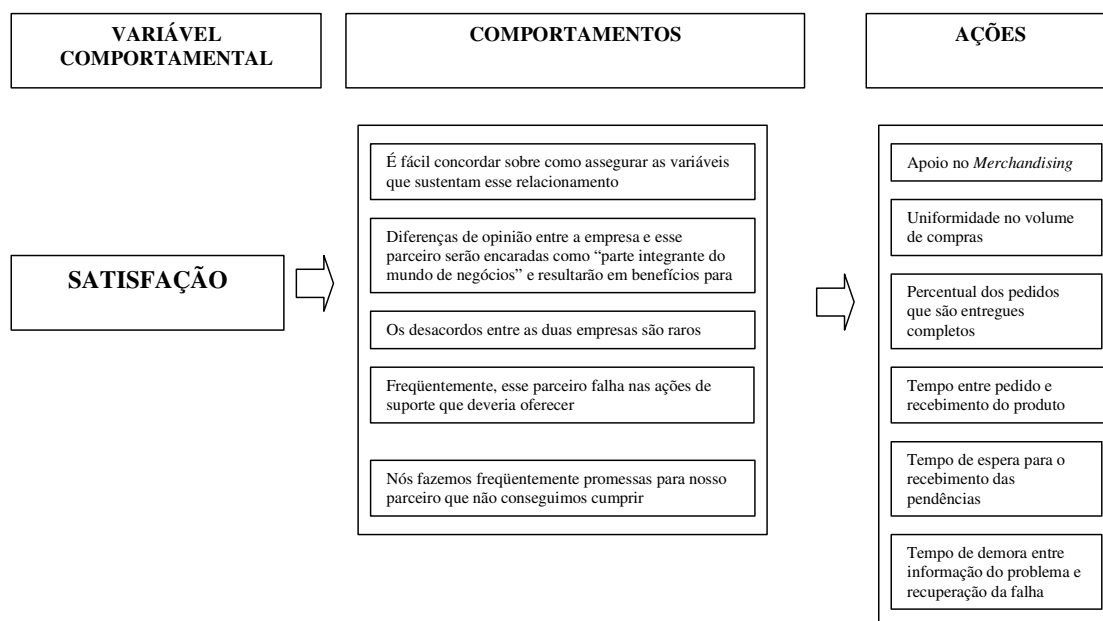 VARIÁVEL
COMPORTAMENTAL
COMPORTAMENTOS
AÇÕES
SATISFAÇÃO
É fácil concordar sobre como assegurar as variáveis
que sustentam esse relacionamento
Diferenças de opinião entre a empresa e esse
parceiro serão encaradas como “parte integrante do
mundo de negócios” e resultarão em benefícios para
Os desacordos entre as duas empresas são raros
Freqüentemente, esse parceiro falha nas ações de
suporte que deveria oferecer
Nós fazemos freqüentemente promessas para nosso
parceiro que não conseguimos cumprir
Apoio no Merchandising
Uniformidade no volume
de compras
Percentual dos pedidos
que são entregues
completos
Tempo entre pedido e
recebimento do produto
Tempo de espera para o
recebimento das
pendências
Tempo de demora entre
informação do problema e
recuperação da falha